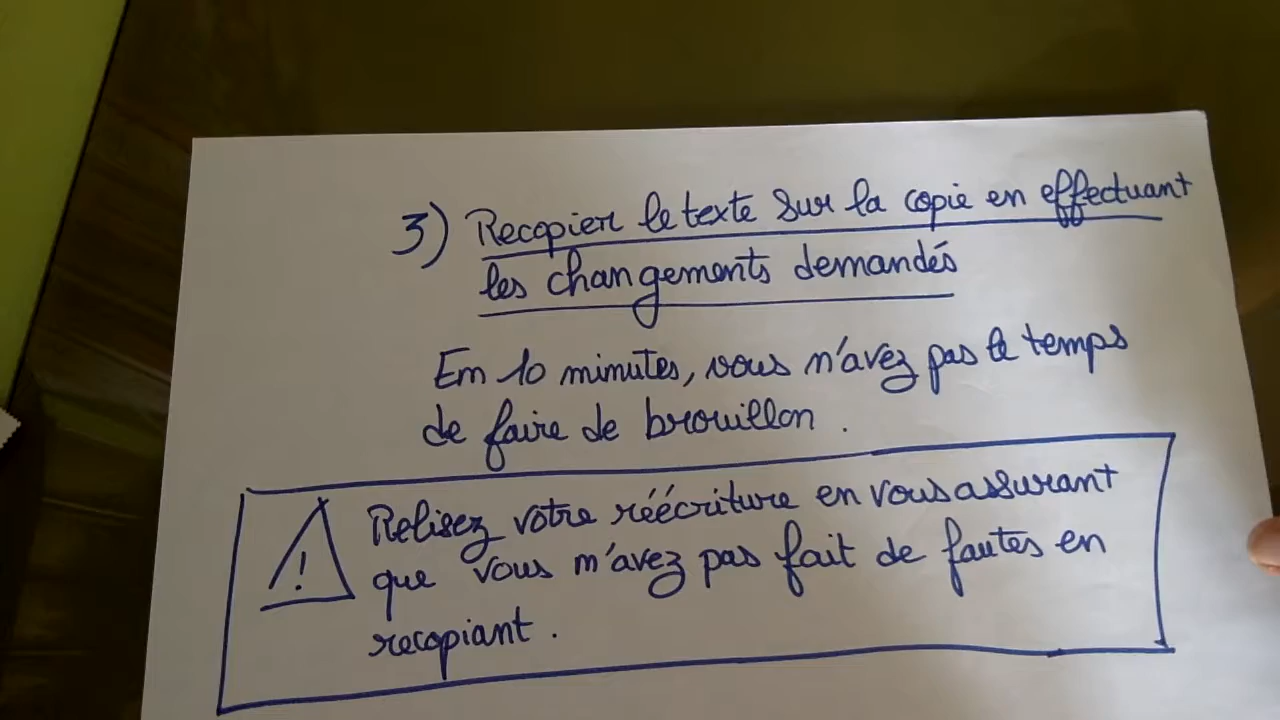 3) Recopier le texte sur la copie en effectuant
les changements demandés
En 10 minutes, vous n'avez pas le temps
de faire de brouillon.
! Relisez votre réécriture en vous assurant
que vous n'avez pas fait de fautes en
recopiant.